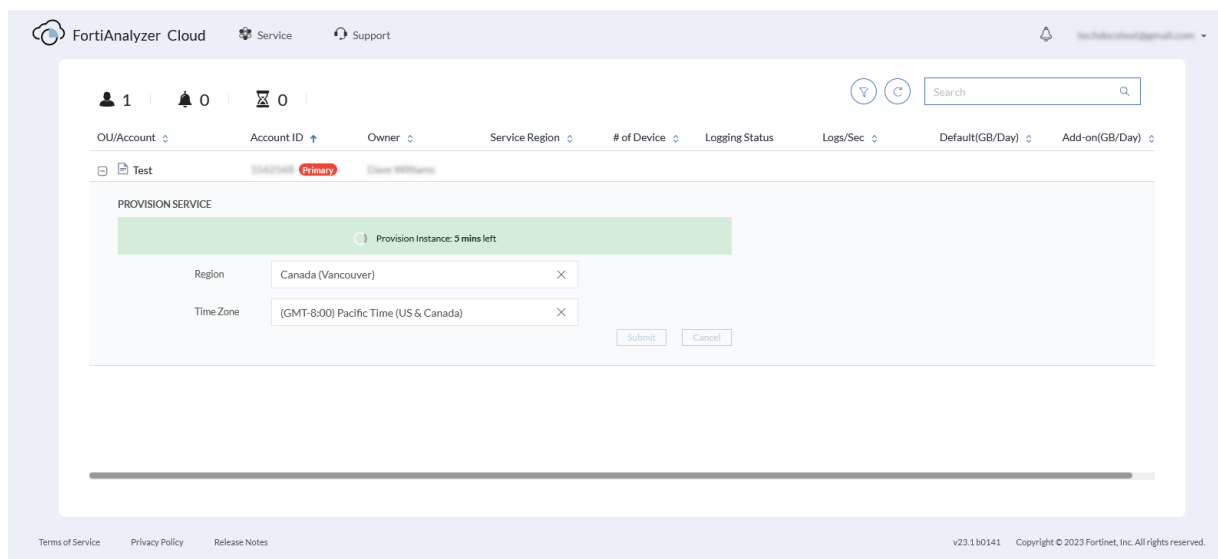 FortiAnalyzer Cloud Service Support
1 0 0 Search
OU/Account Account ID Owner Service Region # of Device Logging Status Logs/Sec Default(GB/Day) Add-on(GB/Day)
Test Primary
PROVISION SERVICE
Provision Instance: 5 mins left
Region Canada (Vancouver)
Time Zone (GMT-8:00) Pacific Time (US & Canada)
Submit Cancel
Terms of Service Privacy Policy Release Notes v23.1 b0141 Copyright © 2023 Fortinet, Inc. All rights reserved.